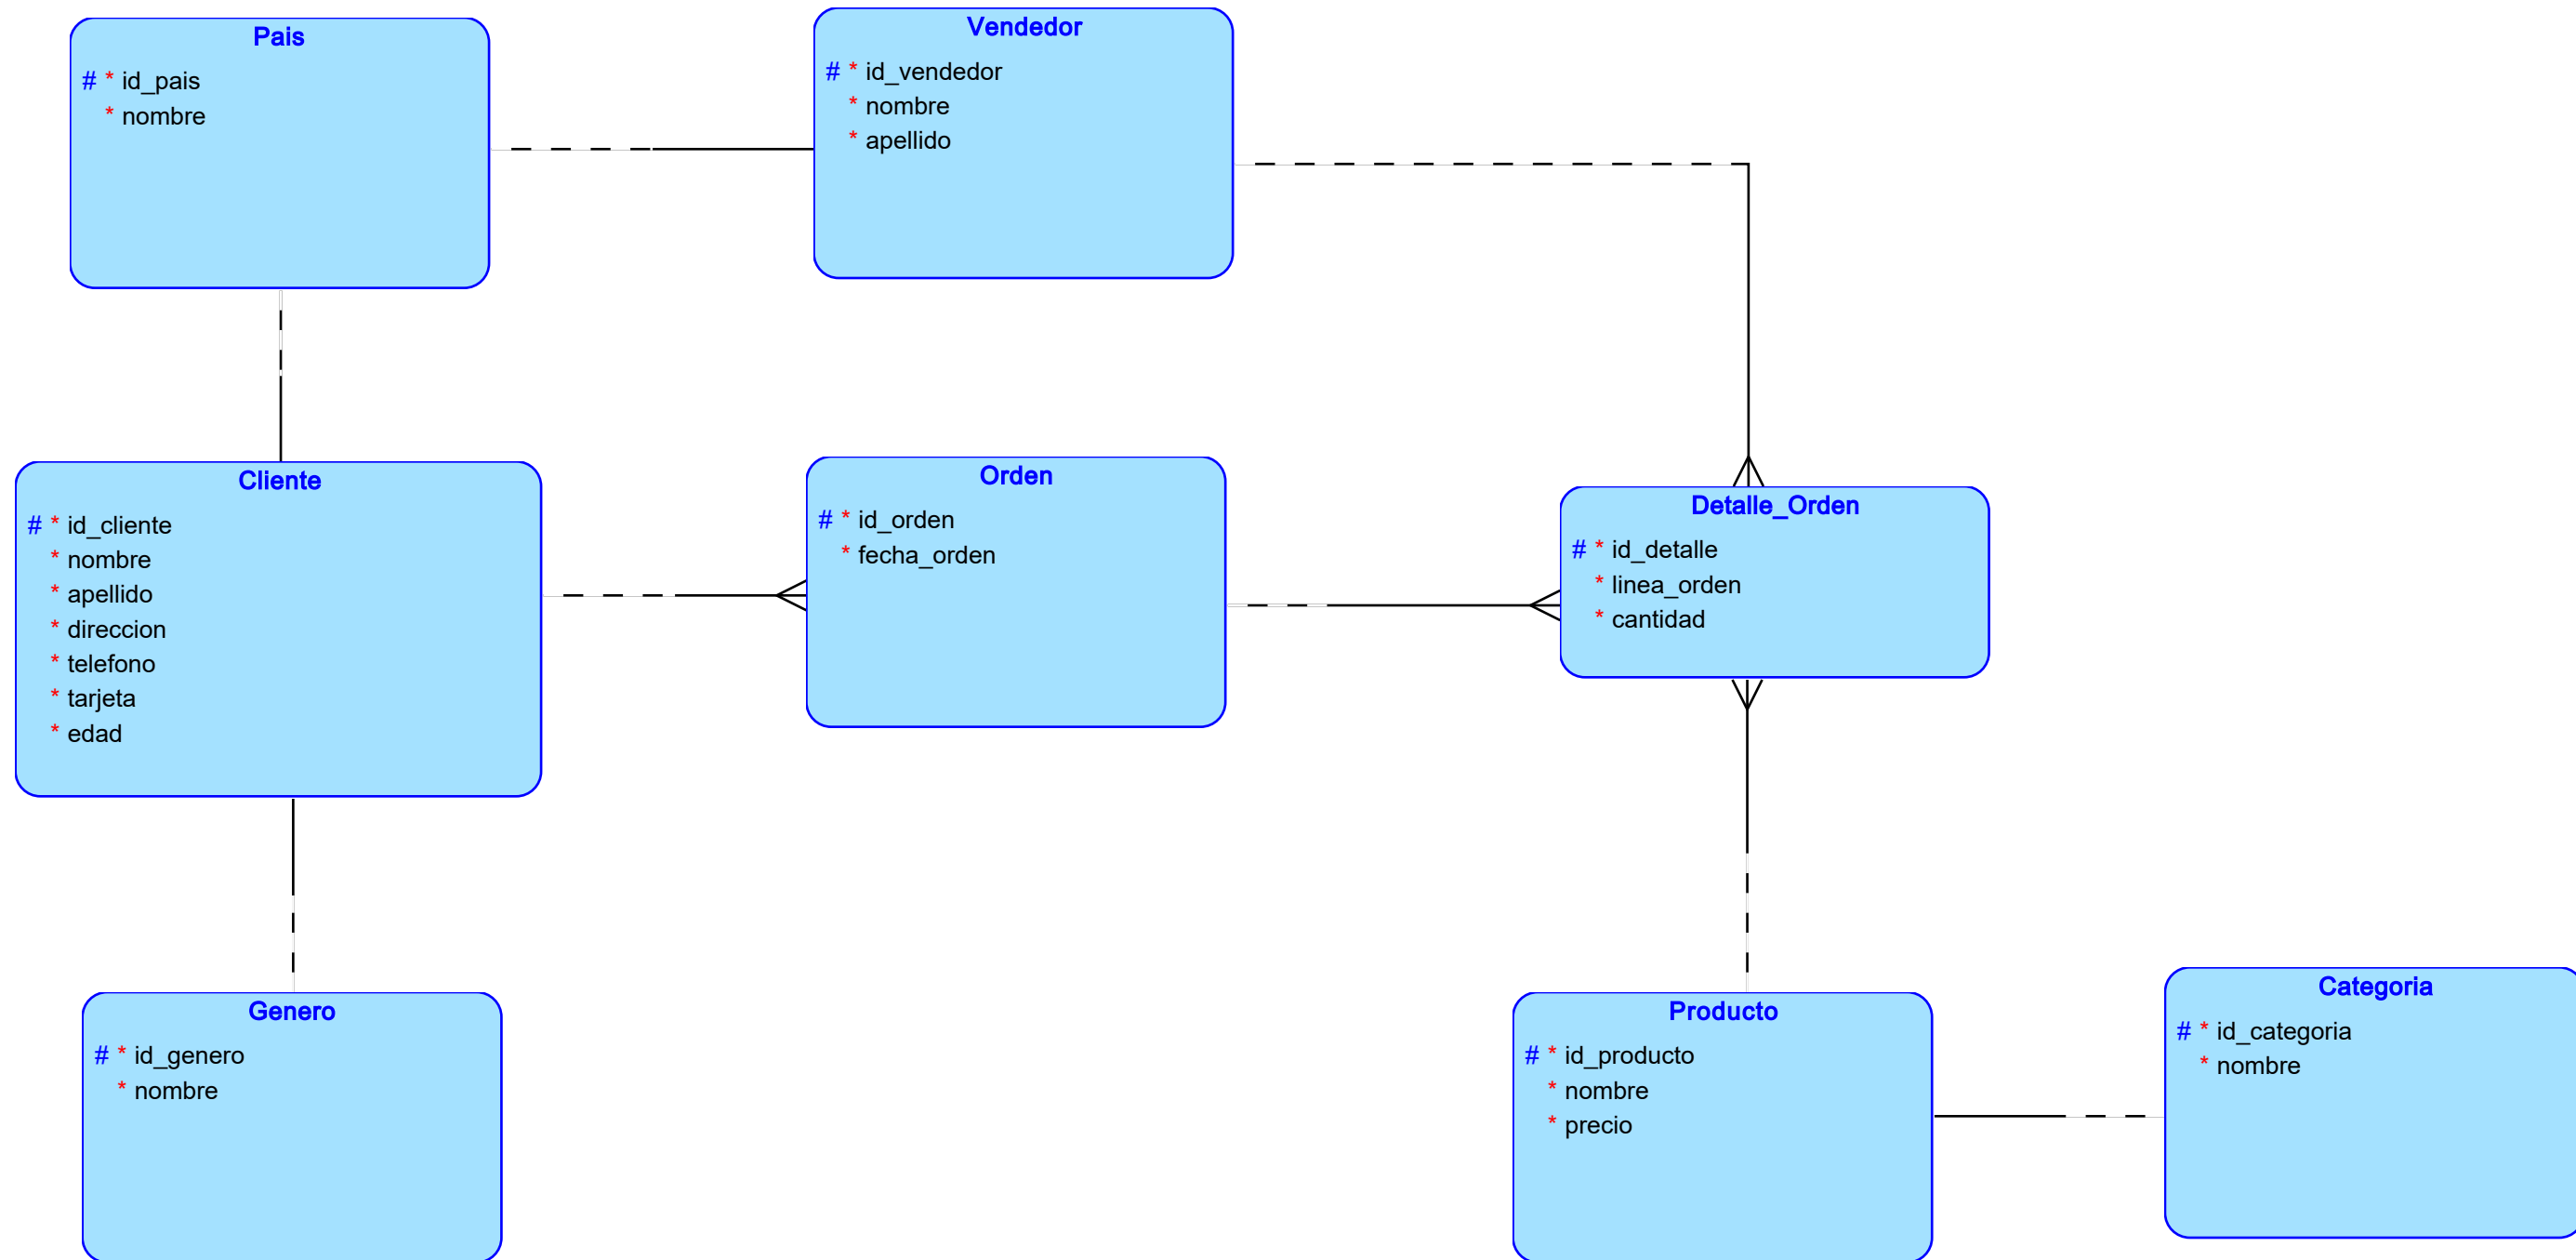 Pais
# * id_pais
* nombre
Vendedor
# * id_vendedor
* nombre
* apellido
Cliente
# * id_cliente
* nombre
* apellido
* direccion
* telefono
* tarjeta
* edad
Orden
# * id_orden
* fecha_orden
Detalle_Orden
# * id_detalle
* linea_orden
* cantidad
Genero
# * id_genero
* nombre
Producto
# * id_producto
* nombre
* precio
Categoria
# * id_categoria
* nombre